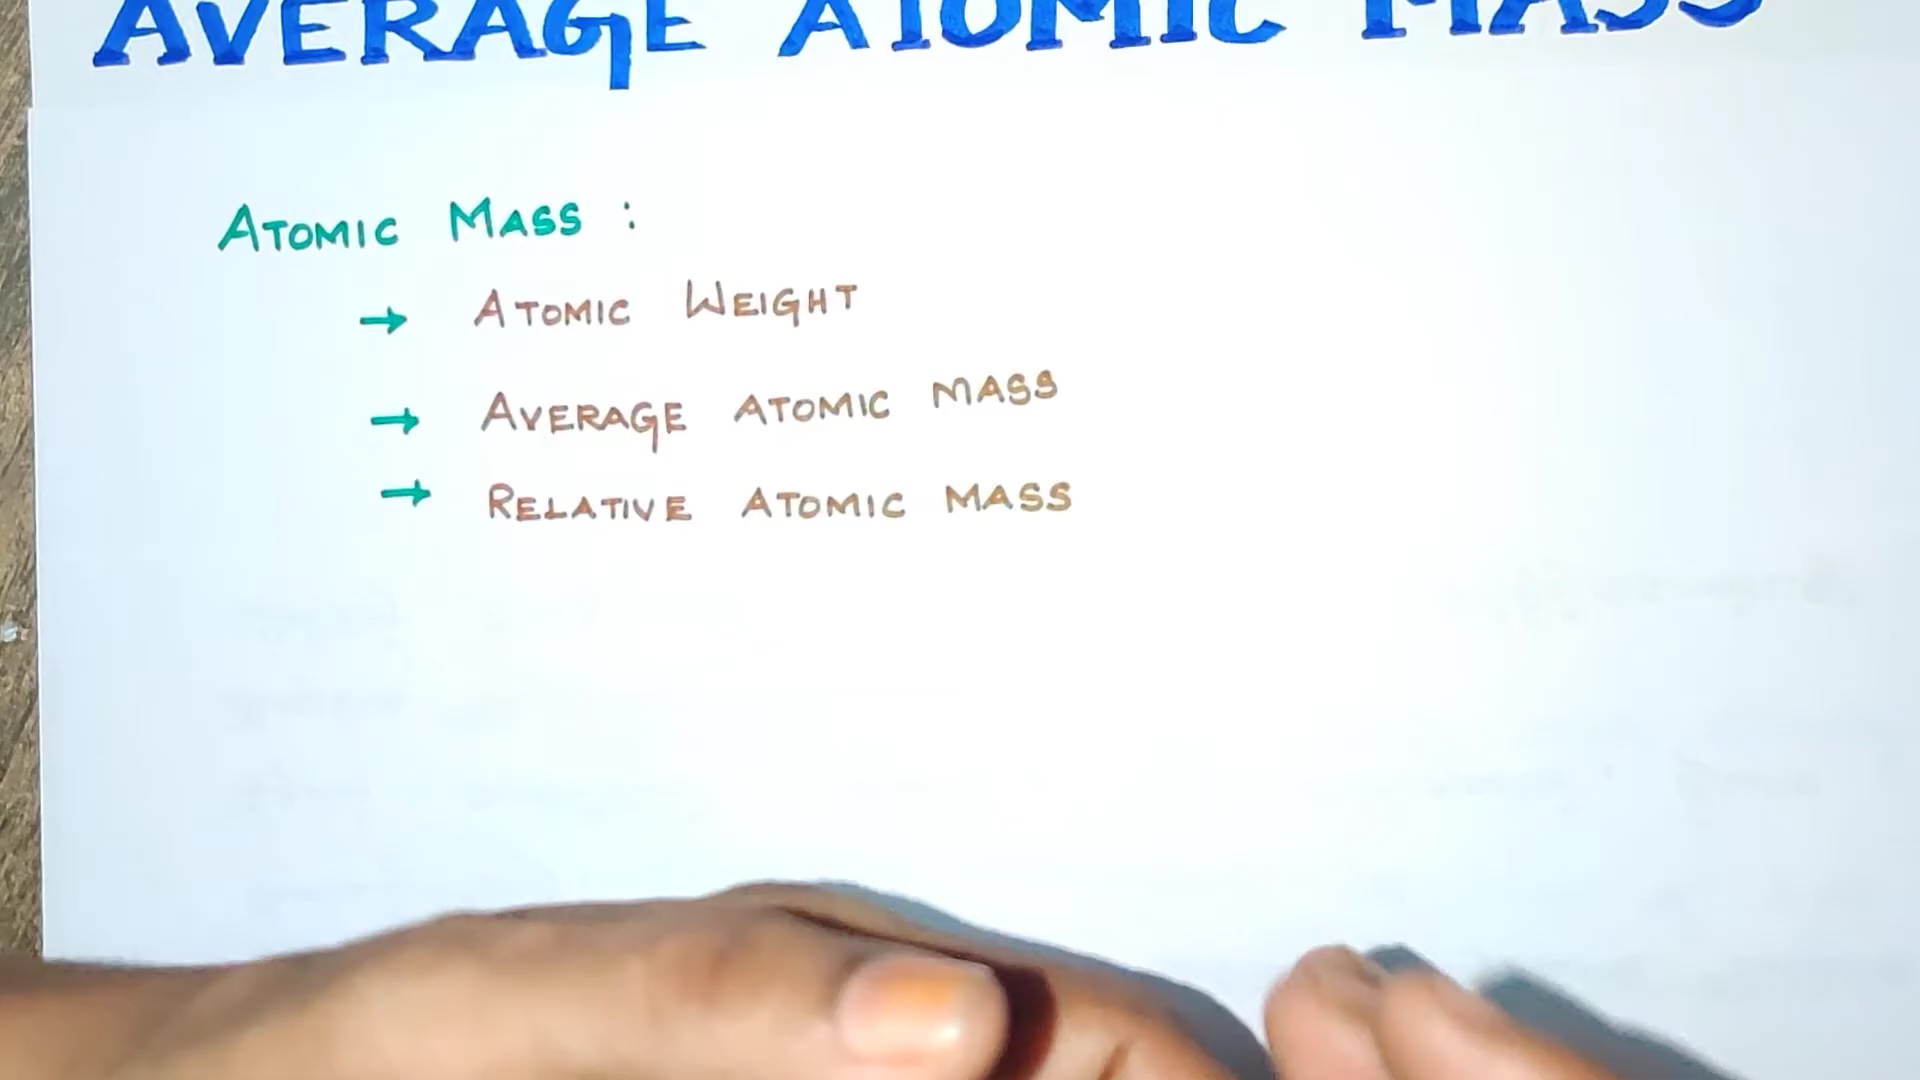 AVERAGE ATOMIC MASS
ATOMIC MASS :
→ ATOMIC WEIGHT
→ AVERAGE ATOMIC MASS
→ RELATIVE ATOMIC MASS